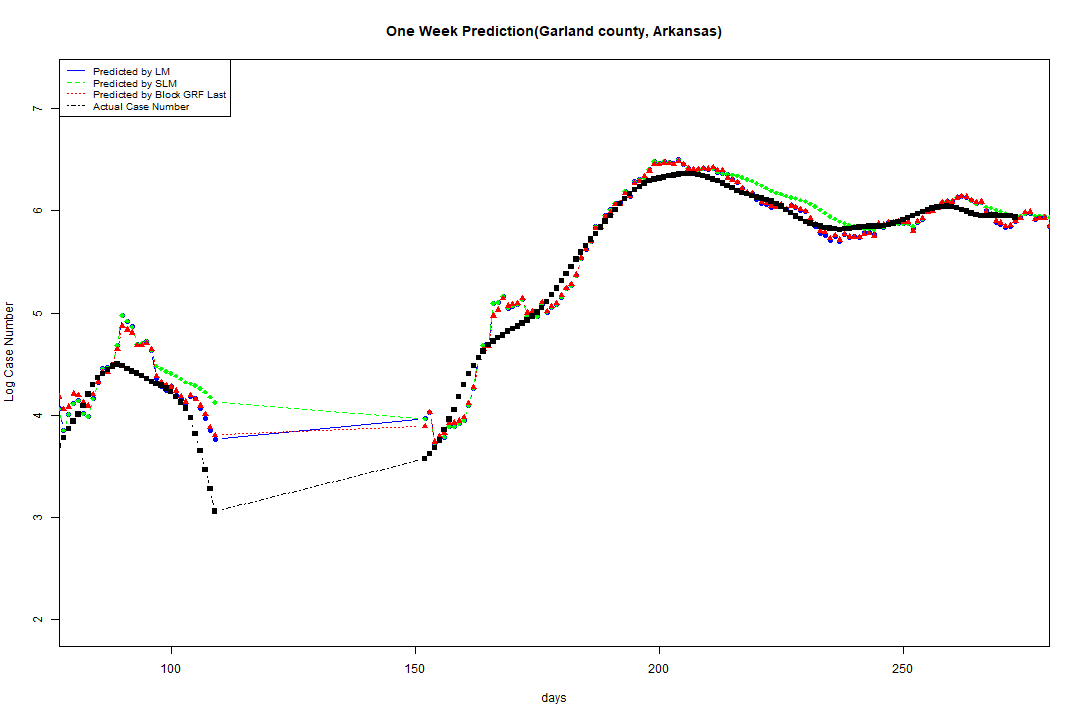 One Week Prediction(Garland county, Arkansas)
Predicted by LM
Predicted by SLM
Predicted by Block GRF Last
Actual Case Number
7
6
5
4
3
2
Log Case Number
100 150 200 250
days